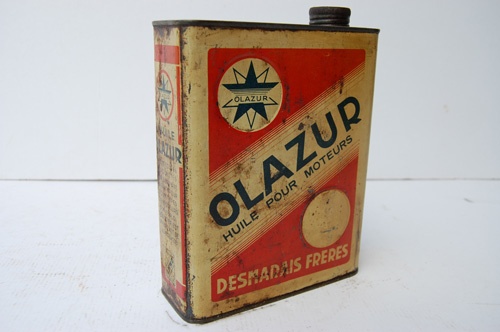 OLAZUR
OLAZUR
HUILE POUR MOTEURS
DESMARAIS FRERES
HUILE
OLAZUR